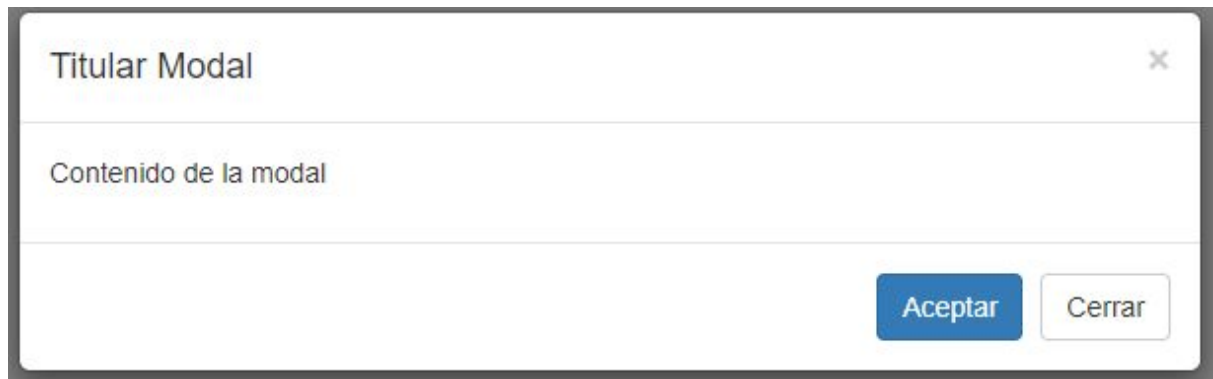 Titular Modal ×
Contenido de la modal
Aceptar Cerrar